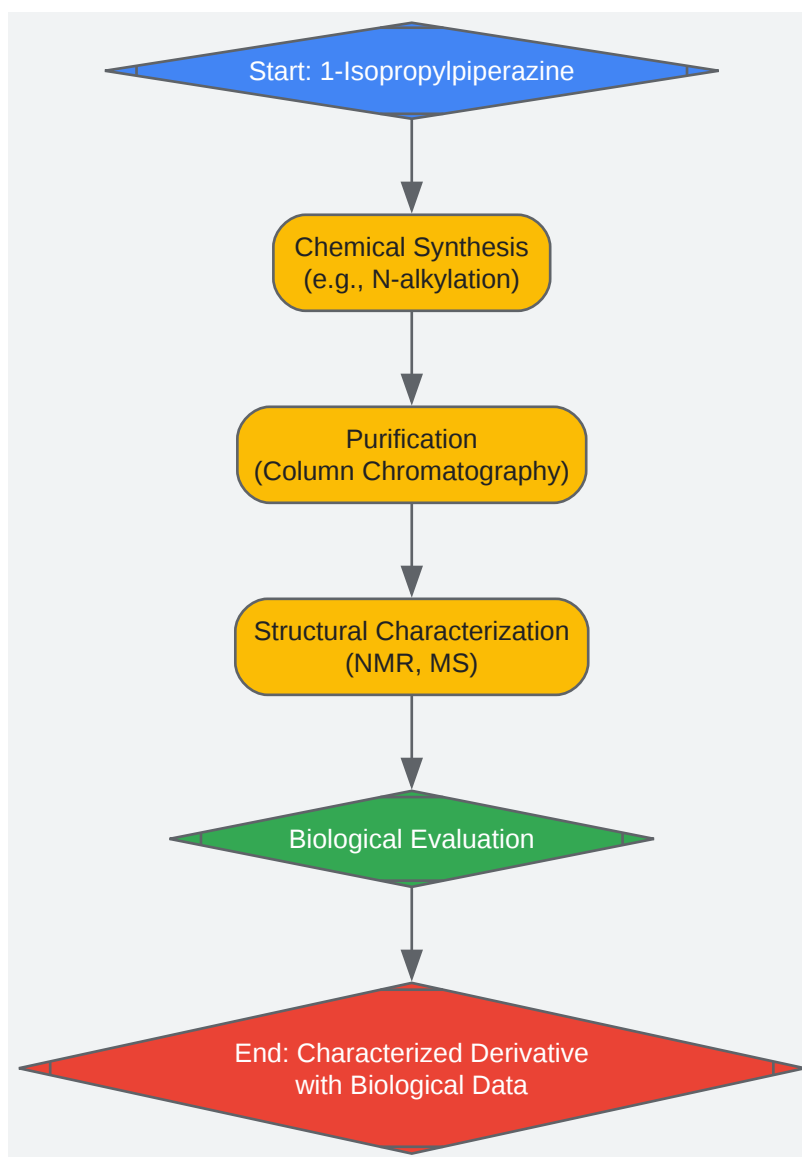 Start: 1-Isopropylpiperazine
Chemical Synthesis
(e.g., N-alkylation)
Purification
(Column Chromatography)
Structural Characterization
(NMR, MS)
Biological Evaluation
End: Characterized Derivative
with Biological Data